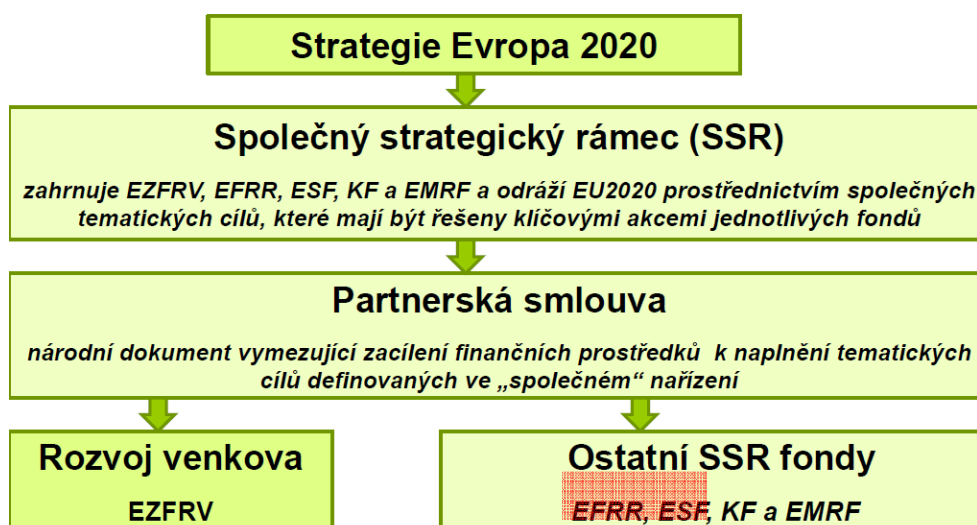 Strategie Evropa 2020
Společný strategický rámec (SSR)
zahrnuje EZFRV, EFRR, ESF, KF a EMRF a odráží EU2020 prostřednictvím společných
tematických cílů, které mají být řešeny klíčovými akcemi jednotlivých fondů
Partnerská smlouva
národní dokument vymezující zacílení finančních prostředků k naplnění tematických
cílů definovaných ve „společném“ nařízení
Rozvoj venkova
EZFRV
Ostatní SSR fondy
EFRR, ESF, KF a EMRF